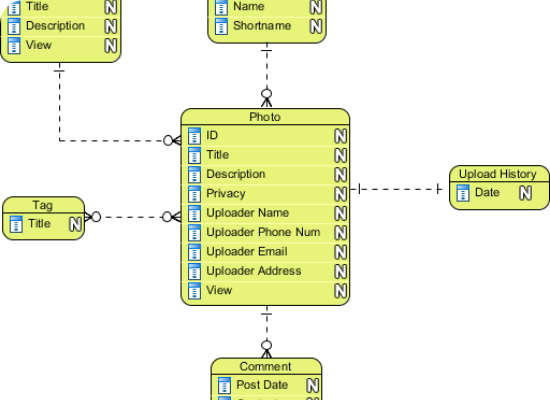 Title
Description
View
Name
Shortname
Photo
ID
Title
Description
Privacy
Uploader Name
Uploader Phone Num
Uploader Email
Uploader Address
View
Tag
Title
Upload History
Date
Comment
Post Date